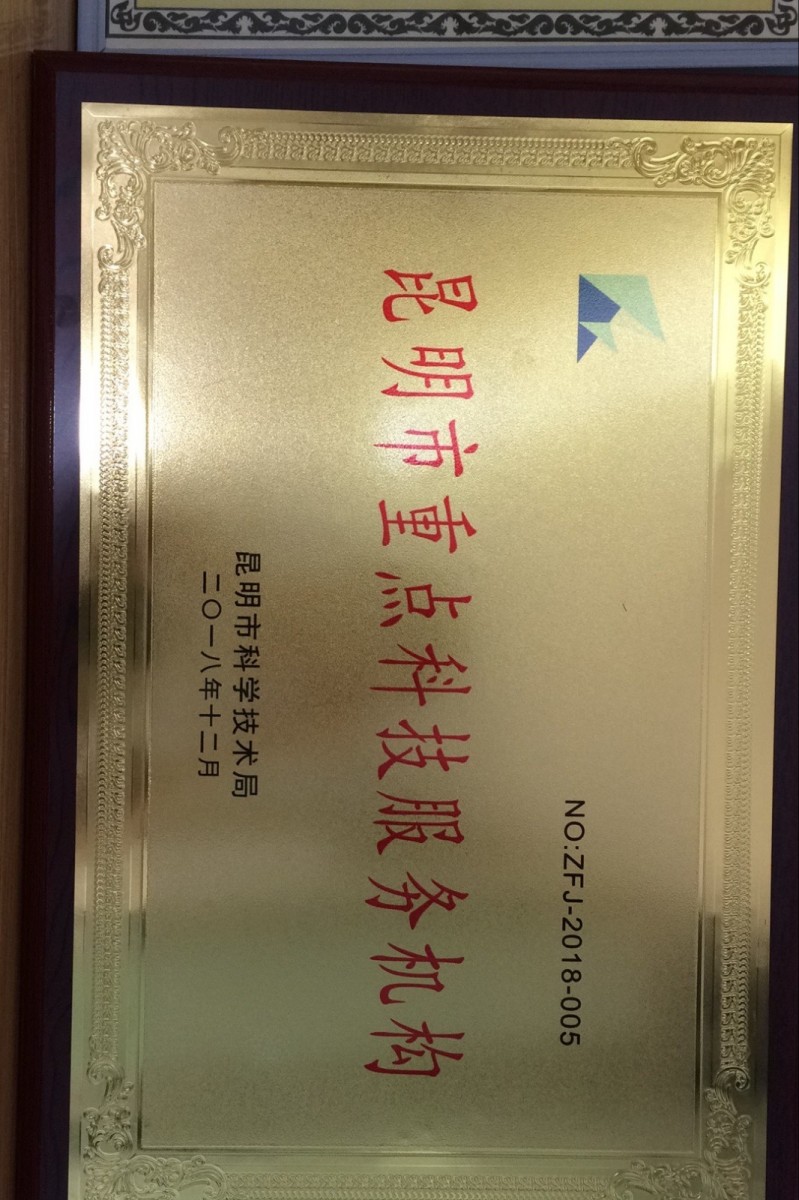 NO:ZFJ-2018-005
昆明市重点科技服务机构
昆明市科学技术局
二〇一八年十二月